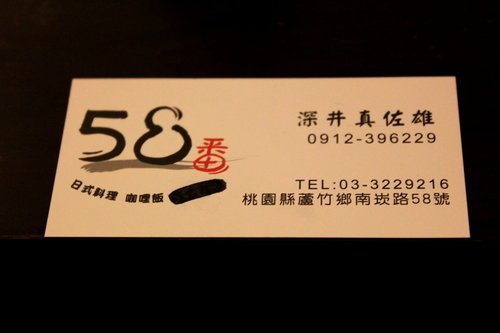 58番
日式料理 咖哩飯
深井真佐雄
0912-396229
TEL:03-3229216
桃園縣蘆竹鄉南崁路58號